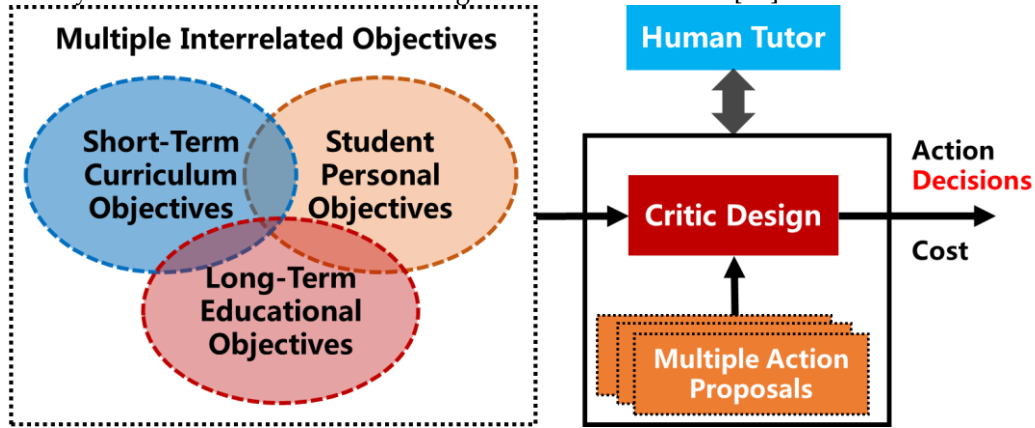 Multiple Interrelated Objectives
Short-Term
Curriculum
Objectives
Student
Personal
Objectives
Long-Term
Educational
Objectives
Human Tutor
Critic Design
Multiple Action
Proposals
Action
Decisions
Cost